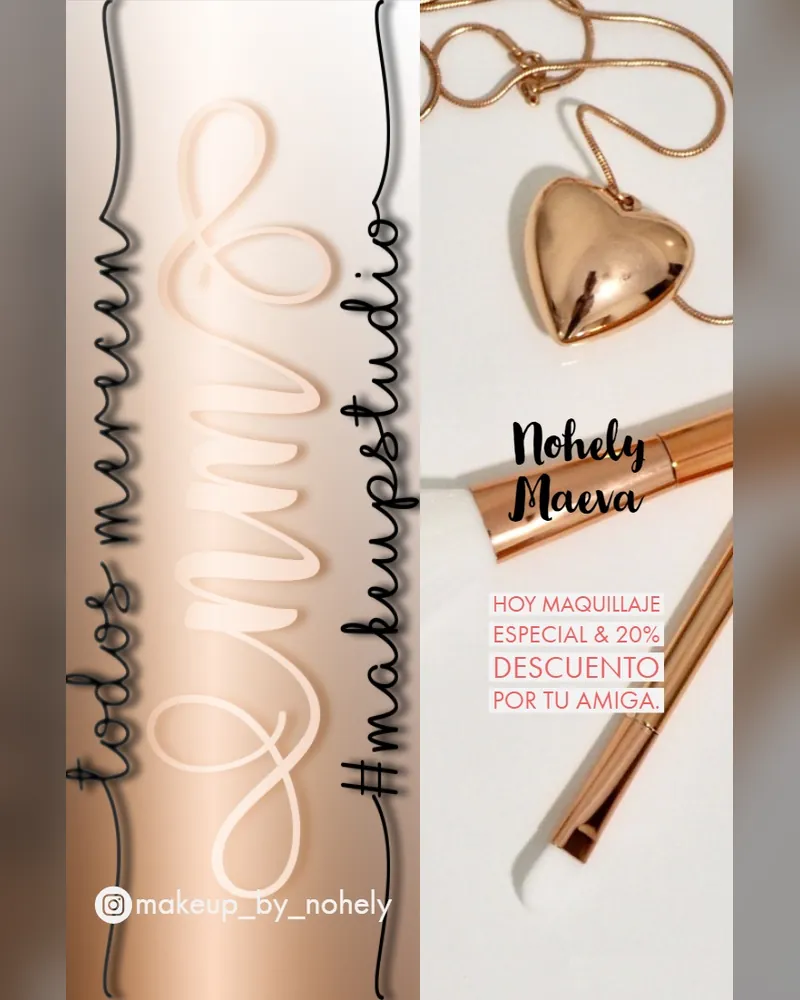 todos merecen
#makeupstudio
makeup_by_nohely
Nohely
Maeva
HOY MAQUILLAJE
ESPECIAL & 20%
DESCUENTO
POR TU AMIGA.